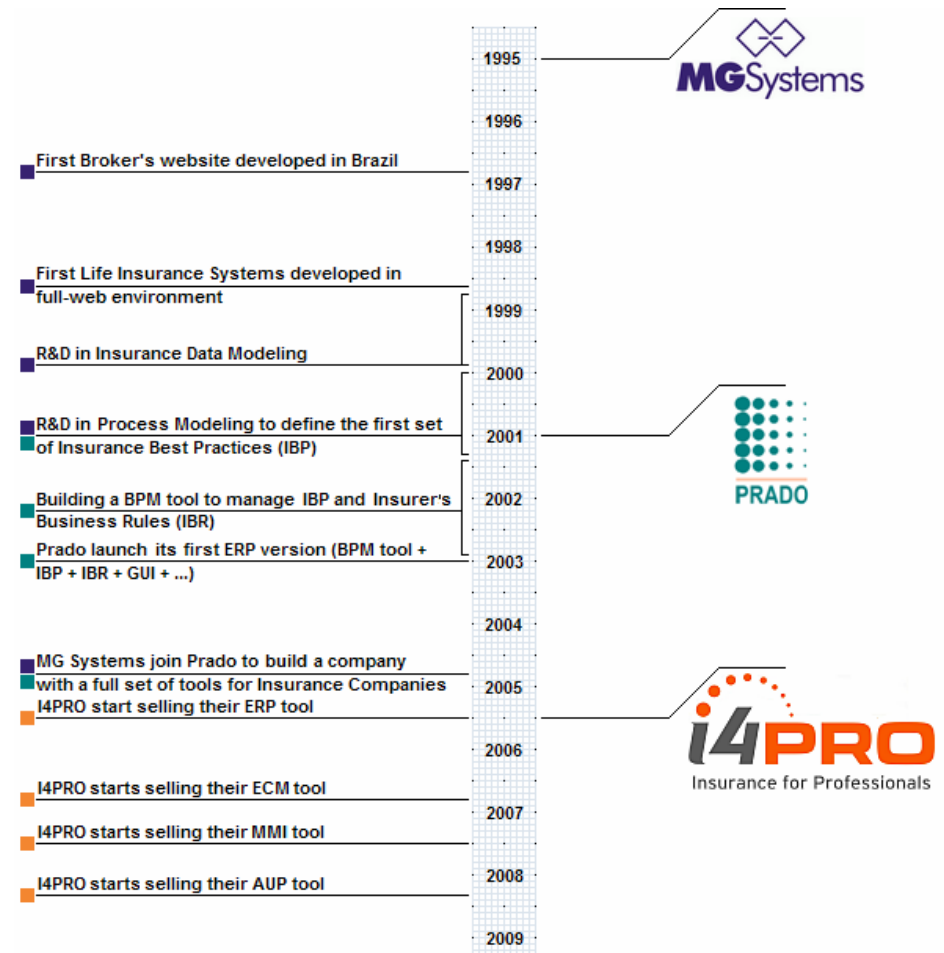 1995
MGSystems
1996
First Broker's website developed in Brazil
1997
1998
First Life Insurance Systems developed in
full-web environment
1999
R&D in Insurance Data Modeling
2000
R&D in Process Modeling to define the first set
of Insurance Best Practices (IBP)
2001
PRADO
Building a BPM tool to manage IBP and Insurer's
Business Rules (IBR)
2002
Prado launch its first ERP version (BPM tool +
IBP + IBR + GUI + ...)
2003
2004
MG Systems join Prado to build a company
with a full set of tools for Insurance Companies
2005
I4PRO start selling their ERP tool
i4PRO
Insurance for Professionals
2006
I4PRO starts selling their ECM tool
2007
I4PRO starts selling their MMI tool
2008
I4PRO starts selling their AUP tool
2009